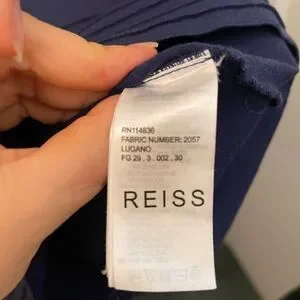 RN114836
FABRIC NUMBER: 2057
LUGANO
FG 29 . 3 . 002 . 30
REISS